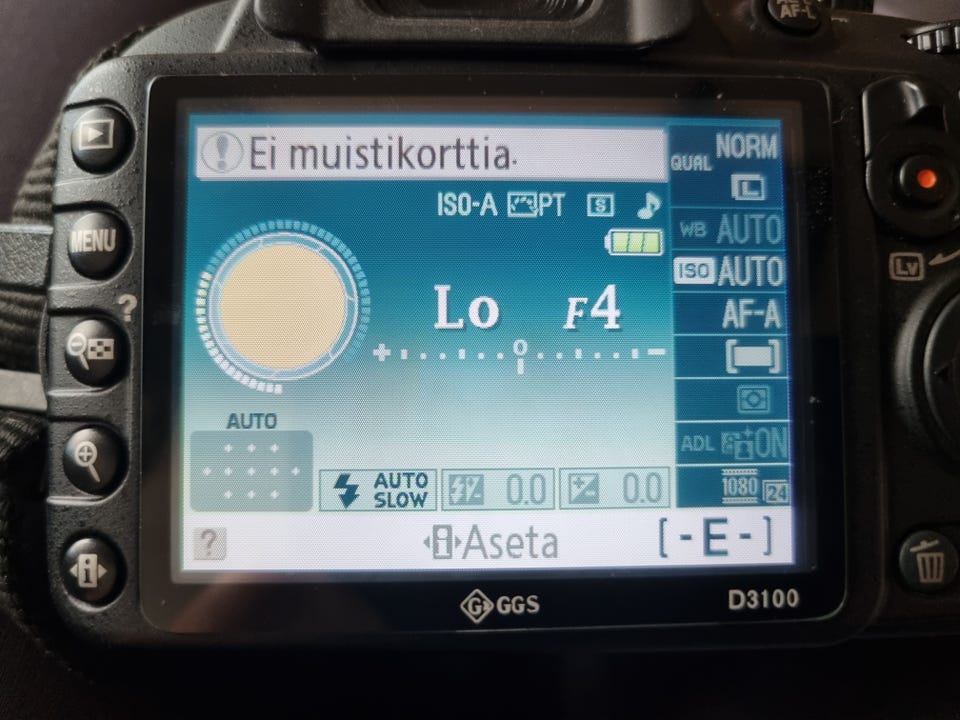 AF-L
Ei muistikorttia.
NORM
QUAL
L
ISO-A PT S
WB AUTO
MENU
ISO AUTO
Lv
?
Lo F4
AF-A
+ 0 -
AUTO
ADL ON
AUTO
SLOW
0.0
0.0
1080 24
? i Aseta [-E-]
i
G GGS
D3100